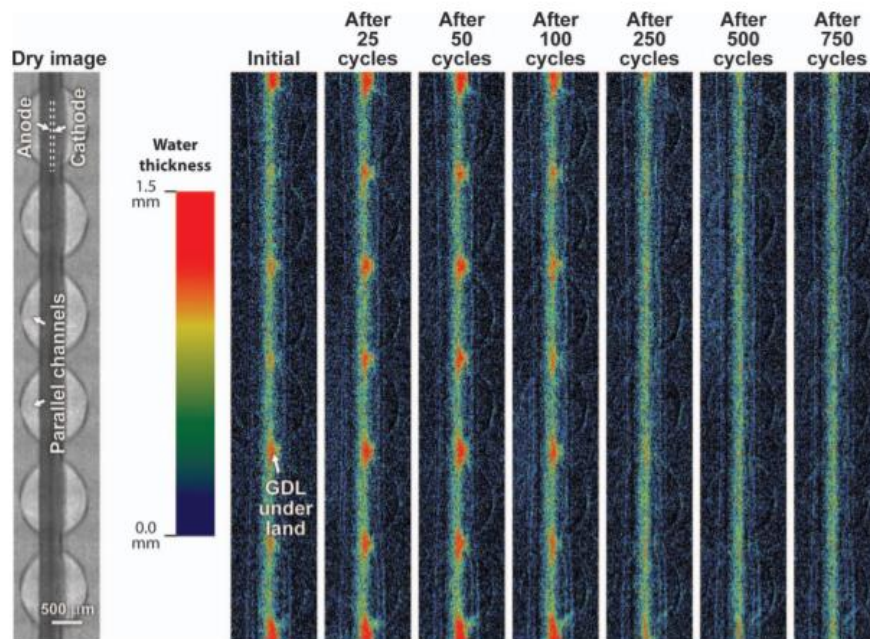 Dry image
Anode
Cathode
Parallel channels
500 µm
Water
thickness
1.5
mm
0.0
mm
Initial
After
25
cycles
After
50
cycles
After
100
cycles
After
250
cycles
After
500
cycles
After
750
cycles
GDL
under
land